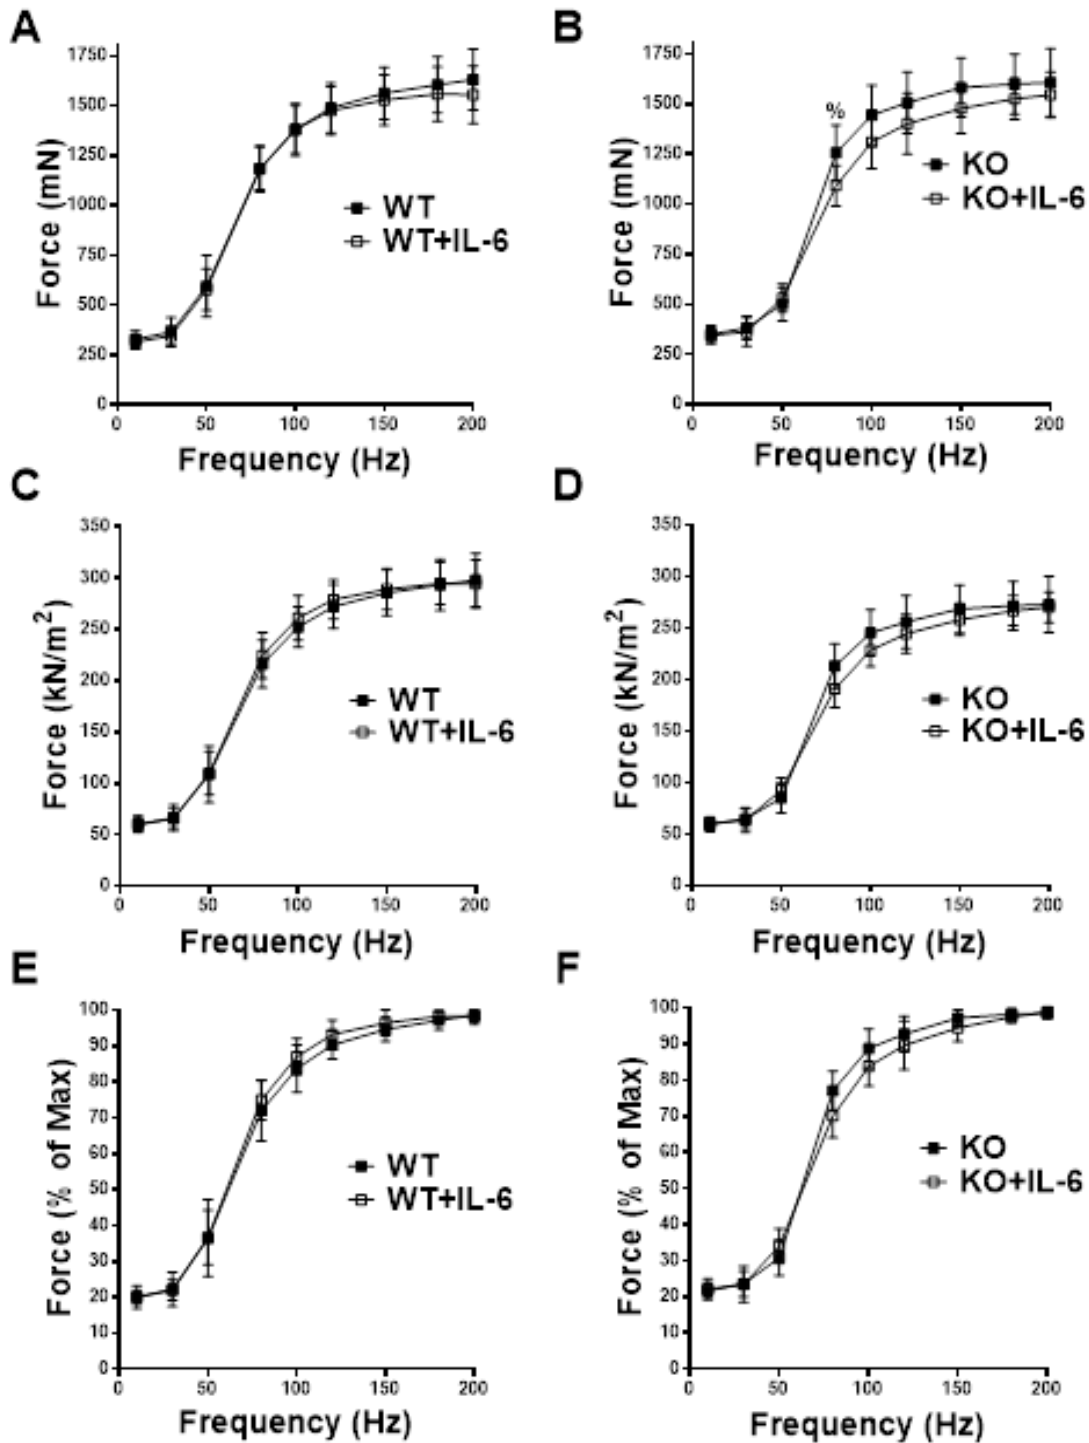 A
1750
1500
1250
1000
750
500
250
0
0 50 100 150 200
Force (mN)
Frequency (Hz)
WT
WT+IL-6
B
1750
1500
1250
1000
750
500
250
0
0 50 100 150 200
Force (mN)
Frequency (Hz)
%
KO
KO+IL-6
C
350
300
250
200
150
100
50
0
0 50 100 150 200
Force (kN/m²)
Frequency (Hz)
WT
WT+IL-6
D
350
300
250
200
150
100
50
0
0 50 100 150 200
Force (kN/m²)
Frequency (Hz)
KO
KO+IL-6
E
100
90
80
70
60
50
40
30
20
10
0
0 50 100 150 200
Force (% of Max)
Frequency (Hz)
WT
WT+IL-6
F
100
90
80
70
60
50
40
30
20
10
0
0 50 100 150 200
Force (% of Max)
Frequency (Hz)
KO
KO+IL-6